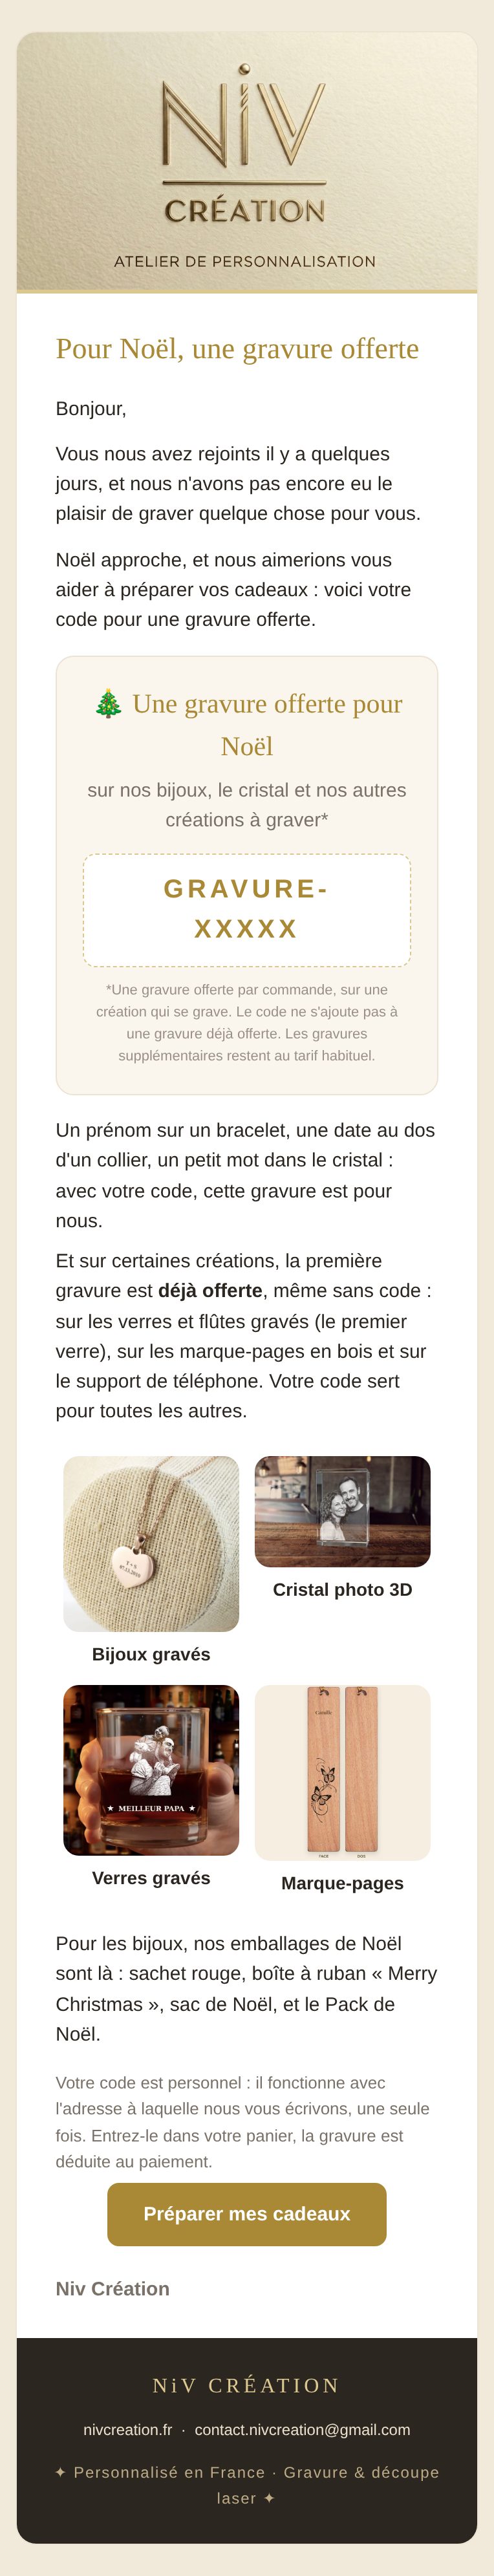 NiV
CRÉATION
ATELIER DE PERSONNALISATION
Pour Noël, une gravure offerte
Bonjour,
Vous nous avez rejoints il y a quelques
jours, et nous n'avons pas encore eu le
plaisir de graver quelque chose pour vous.
Noël approche, et nous aimerions vous
aider à préparer vos cadeaux : voici votre
code pour une gravure offerte.
🎄 Une gravure offerte pour
Noël
sur nos bijoux, le cristal et nos autres
créations à graver*
GRAVURE-
XXXXX
*Une gravure offerte par commande, sur une
création qui se grave. Le code ne s'ajoute pas à
une gravure déjà offerte. Les gravures
supplémentaires restent au tarif habituel.
Un prénom sur un bracelet, une date au dos
d'un collier, un petit mot dans le cristal :
avec votre code, cette gravure est pour
nous.
Et sur certaines créations, la première
gravure est déjà offerte, même sans code :
sur les verres et flûtes gravés (le premier
verre), sur les marque-pages en bois et sur
le support de téléphone. Votre code sert
pour toutes les autres.
Cristal photo 3D
Bijoux gravés
★ MEILLEUR PAPA ★
Verres gravés
Marque-pages
Pour les bijoux, nos emballages de Noël
sont là : sachet rouge, boîte à ruban « Merry
Christmas », sac de Noël, et le Pack de
Noël.
Votre code est personnel : il fonctionne avec
l'adresse à laquelle nous vous écrivons, une seule
fois. Entrez-le dans votre panier, la gravure est
déduite au paiement.
Préparer mes cadeaux
Niv Création
NiV CRÉATION
nivcreation.fr · contact.nivcreation@gmail.com
✦ Personnalisé en France · Gravure & découpe
laser ✦